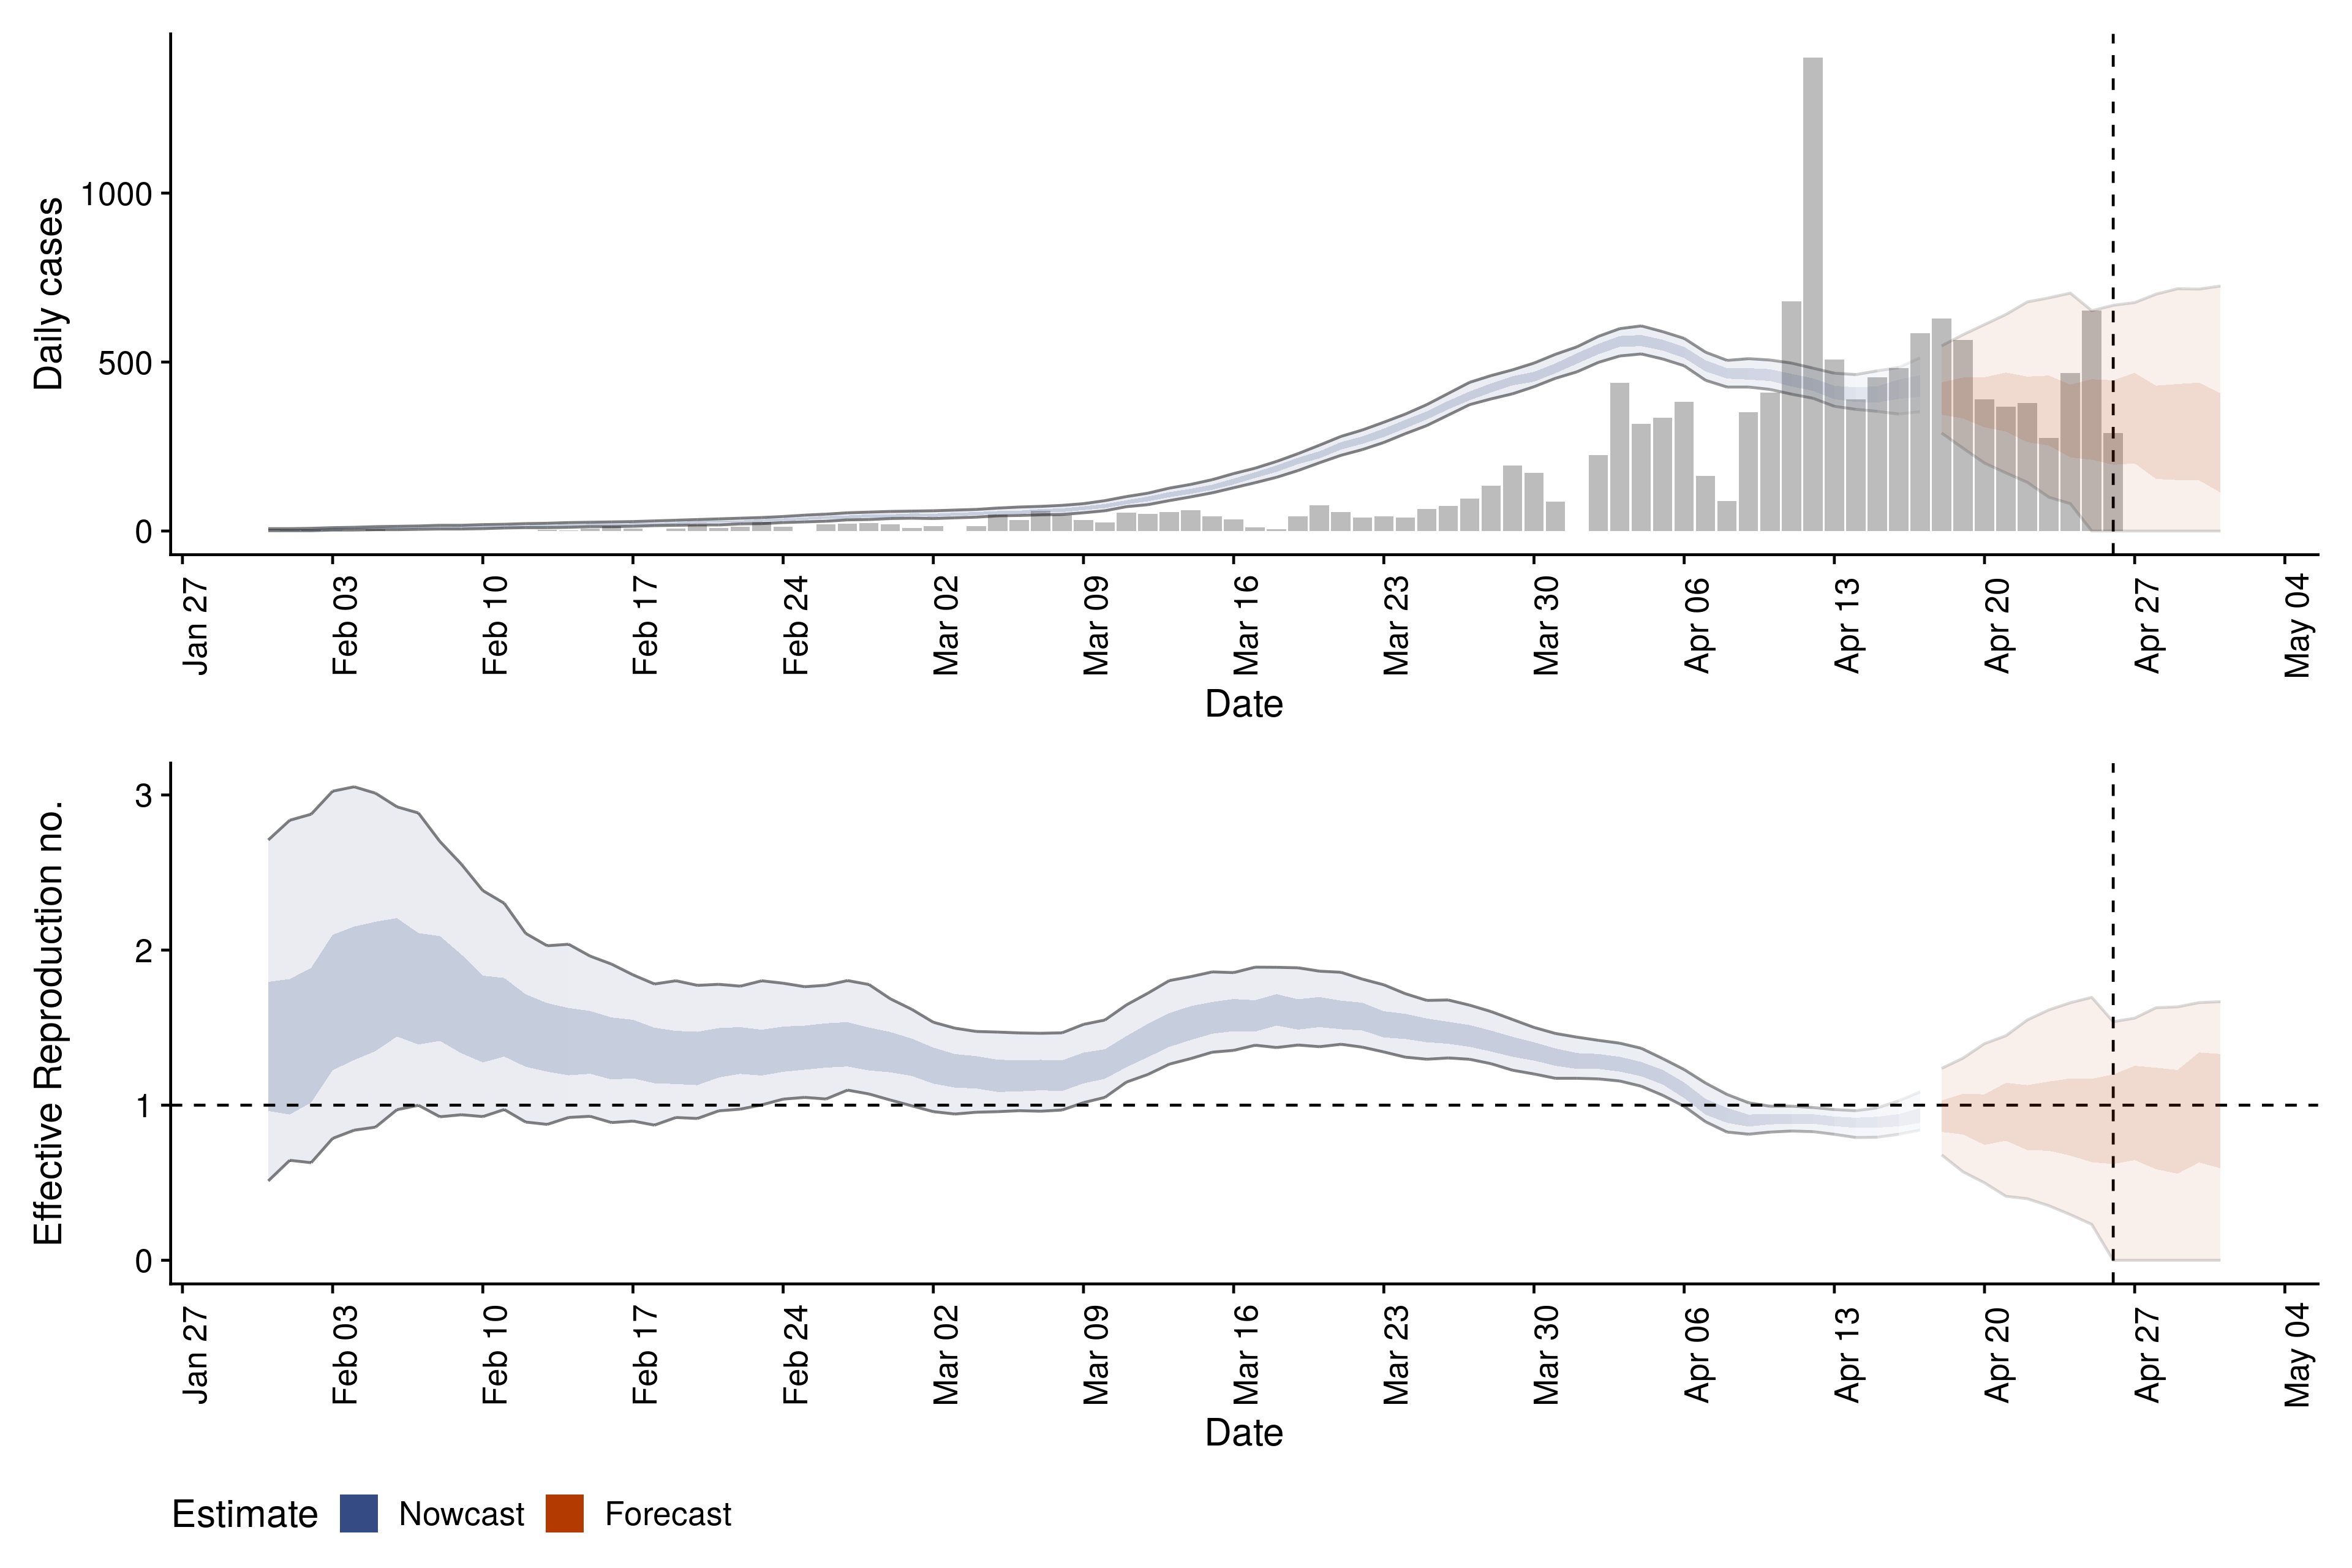 Daily cases
1000
500
0
Jan 27
Feb 03
Feb 10
Feb 17
Feb 24
Mar 02
Mar 09
Mar 16
Mar 23
Mar 30
Apr 06
Apr 13
Apr 20
Apr 27
May 04
Date
Effective Reproduction no.
3
2
1
0
Jan 27
Feb 03
Feb 10
Feb 17
Feb 24
Mar 02
Mar 09
Mar 16
Mar 23
Mar 30
Apr 06
Apr 13
Apr 20
Apr 27
May 04
Date
Estimate Nowcast Forecast